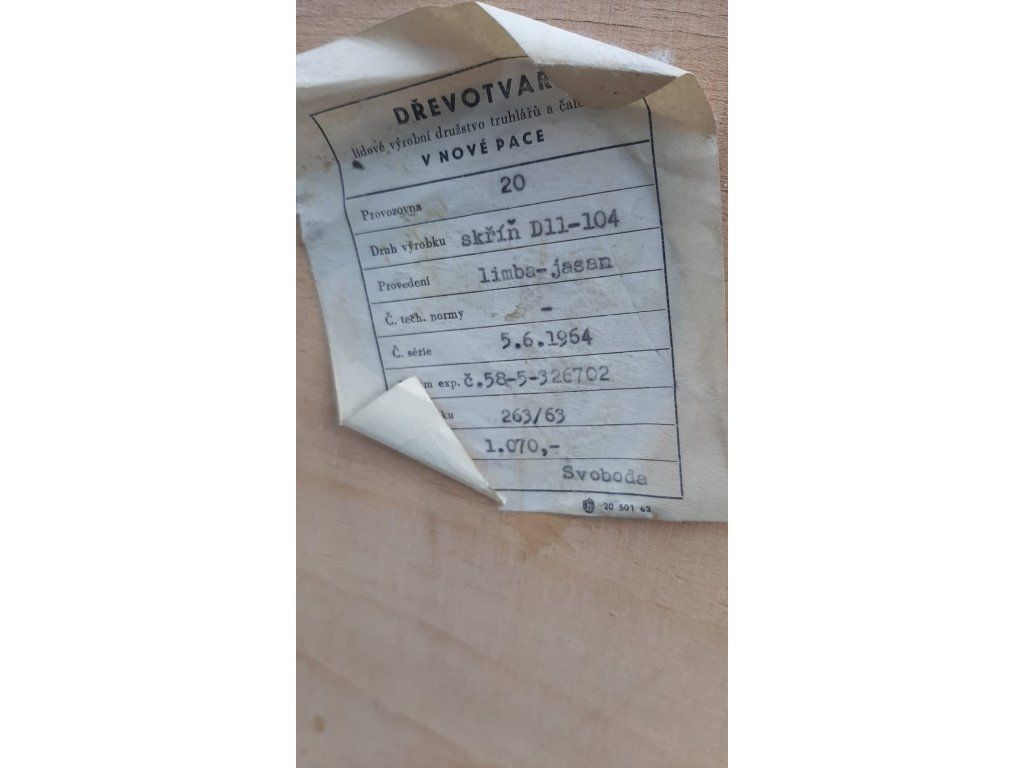 DŘEVOTVAR
lidové výrobní družstvo truhlářů a
V NOVÉ PACE
Provozovna 20
Druh výrobku skříň D11-104
Provedení limba-jasan
Č. tech. normy -
Č. série 5.6.1964
exp. č.58-5-326702
263/63
1.070,-
Svoboda
20 501 62